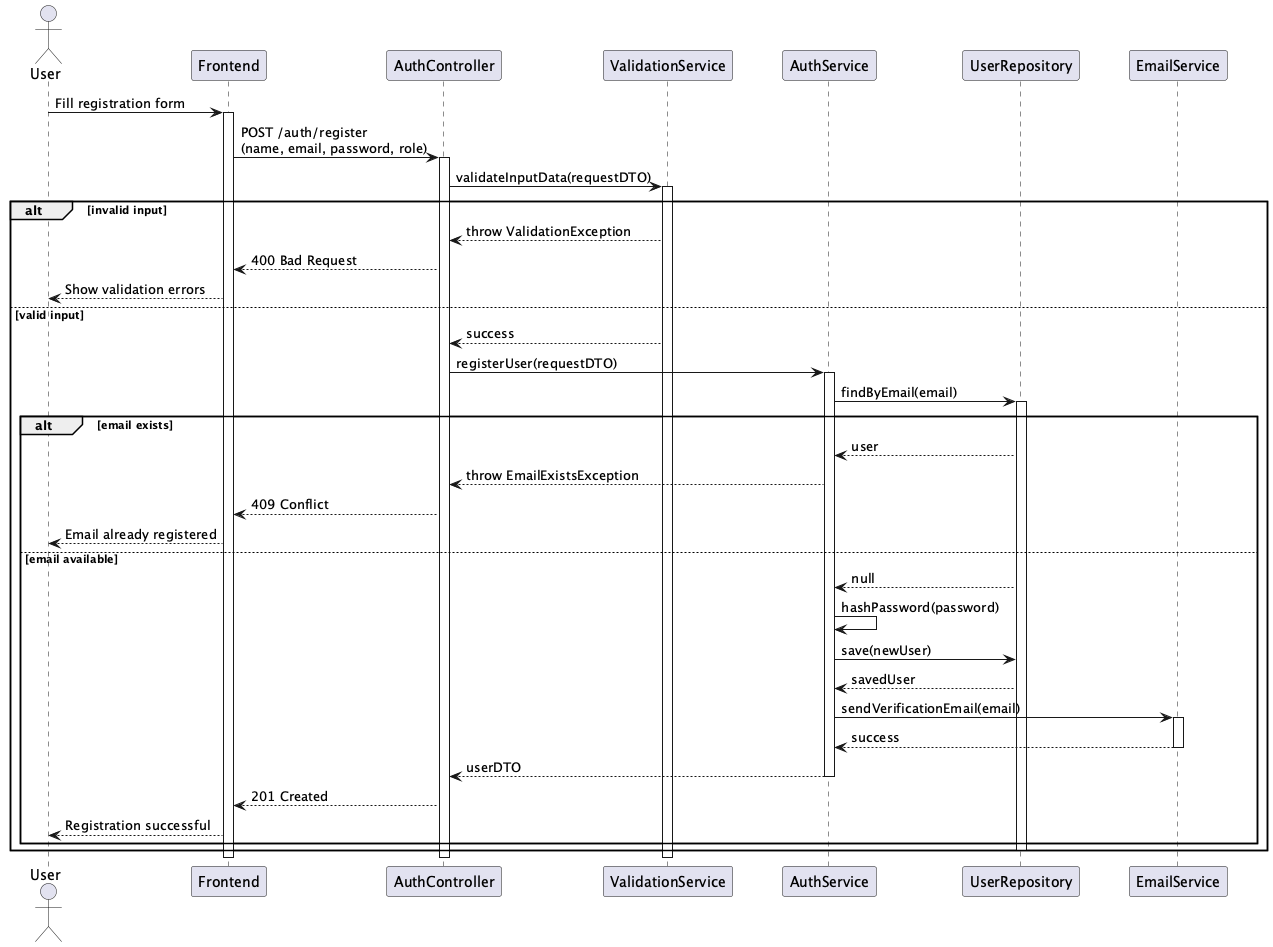 User
Frontend
AuthController
ValidationService
AuthService
UserRepository
EmailService
Fill registration form
POST /auth/register
(name, email, password, role)
validateInputData(requestDTO)
alt
[invalid input]
throw ValidationException
400 Bad Request
Show validation errors
[valid input]
success
registerUser(requestDTO)
findByEmail(email)
alt
[email exists]
user
throw EmailExistsException
409 Conflict
Email already registered
[email available]
null
hashPassword(password)
save(newUser)
savedUser
sendVerificationEmail(email)
success
userDTO
201 Created
Registration successful
User
Frontend
AuthController
ValidationService
AuthService
UserRepository
EmailService